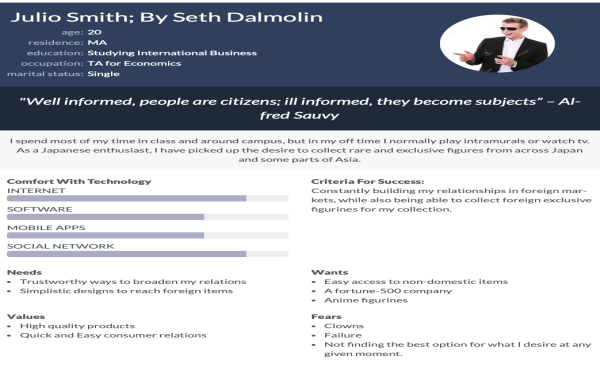 Julio Smith; By Seth Dalmolin
age: 20
residence: MA
education: Studying International Business
occupation: TA for Economics
marital status: Single
"Well informed, people are citizens; ill informed, they become subjects” – Al-
fred Sauvy
I spend most of my time in class and around campus, but in my off time I normally play intramurals or watch tv.
As a Japanese enthusiast, I have picked up the desire to collect rare and exclusive figures from across Japan
and some parts of Asia.
Comfort With Technology
INTERNET
SOFTWARE
MOBILE APPS
SOCIAL NETWORK
Criteria For Success:
Constantly building my relationships in foreign mar-
kets, while also being able to collect foreign exclusive
figurines for my collection.
Needs
• Trustworthy ways to broaden my relations
• Simplistic designs to reach foreign items
Wants
• Easy access to non-domestic items
• A fortune-500 company
• Anime figurines
Values
• High quality products
• Quick and Easy consumer relations
Fears
• Clowns
• Failure
• Not finding the best option for what I desire at any
given moment.